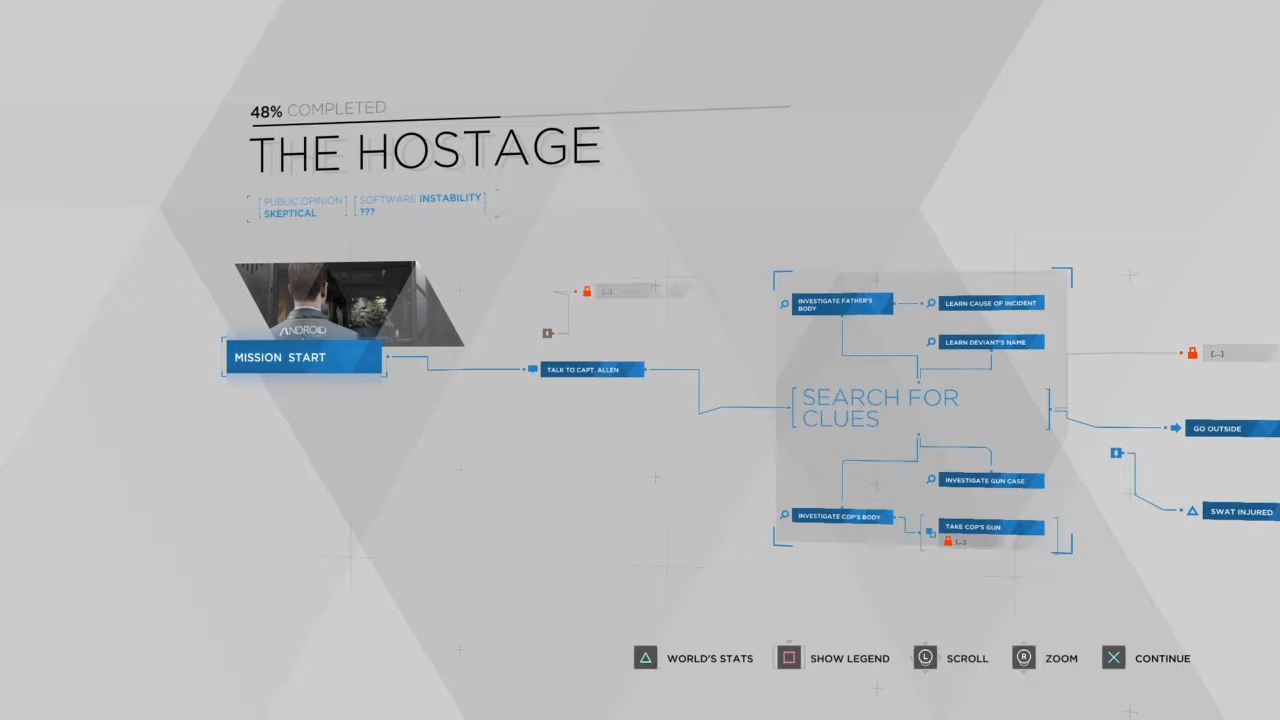 48% COMPLETED
THE HOSTAGE
PUBLIC OPINION
SKEPTICAL
SOFTWARE INSTABILITY
???
ANDROID
MISSION START
[...]
TALK TO CAPT. ALLEN
INVESTIGATE FATHER'S
BODY
LEARN CAUSE OF INCIDENT
LEARN DEVIANT'S NAME
SEARCH FOR
CLUES
INVESTIGATE GUN CASE
INVESTIGATE COP'S BODY
TAKE COP'S GUN
[...]
[...]
GO OUTSIDE
SWAT INJURED
WORLD'S STATS
SHOW LEGEND
L
SCROLL
R
ZOOM
CONTINUE